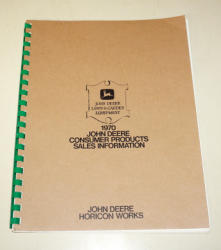 JOHN DEERE
LAWN & GARDEN
EQUIPMENT
1970
JOHN DEERE
CONSUMER PRODUCTS
SALES INFORMATION
JOHN DEERE
HORICON WORKS